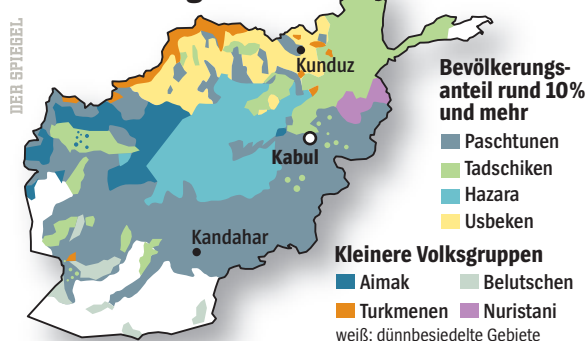 DER SPIEGEL
Kunduz
Kabul
Kandahar
Bevölkerungs-
anteil rund 10%
und mehr
Paschtunen
Tadschiken
Hazara
Usbeken
Kleinere Volksgruppen
Aimak
Belutschen
Turkmenen
Nuristani
weiß: dünnbesiedelte Gebiete